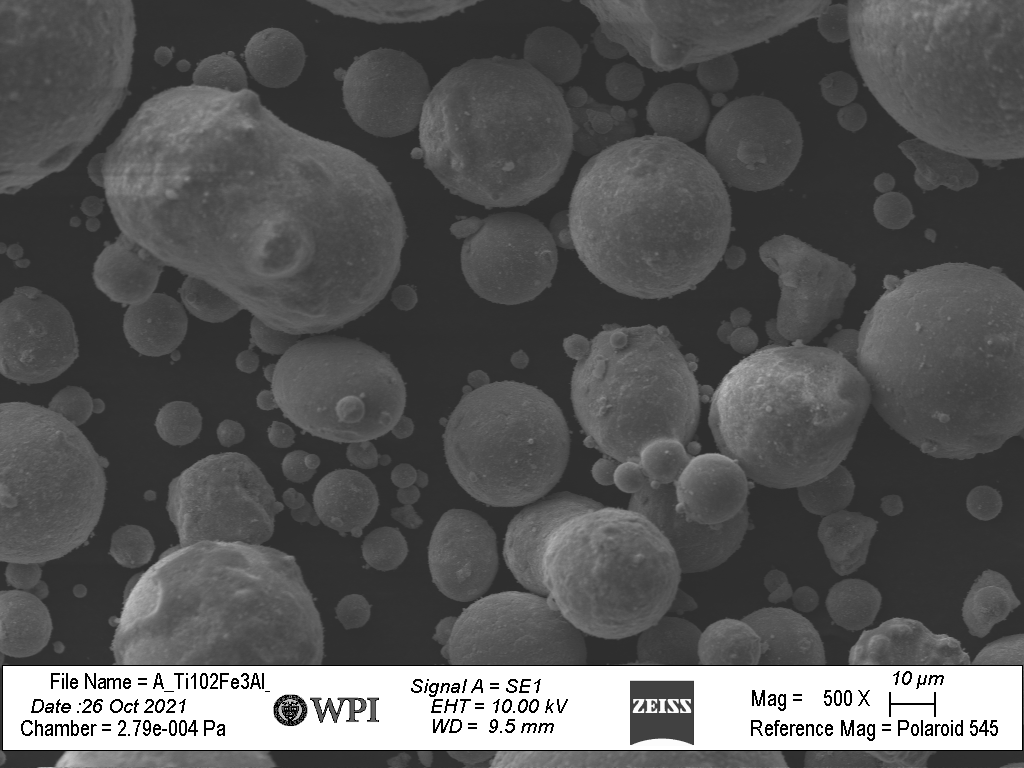 File Name = A_Ti102Fe3Al_
Date :26 Oct 2021
Chamber = 2.79e-004 Pa
WPI
Signal A = SE1
EHT = 10.00 kV
WD = 9.5 mm
ZEISS
Mag = 500 X
10 µm
Reference Mag = Polaroid 545